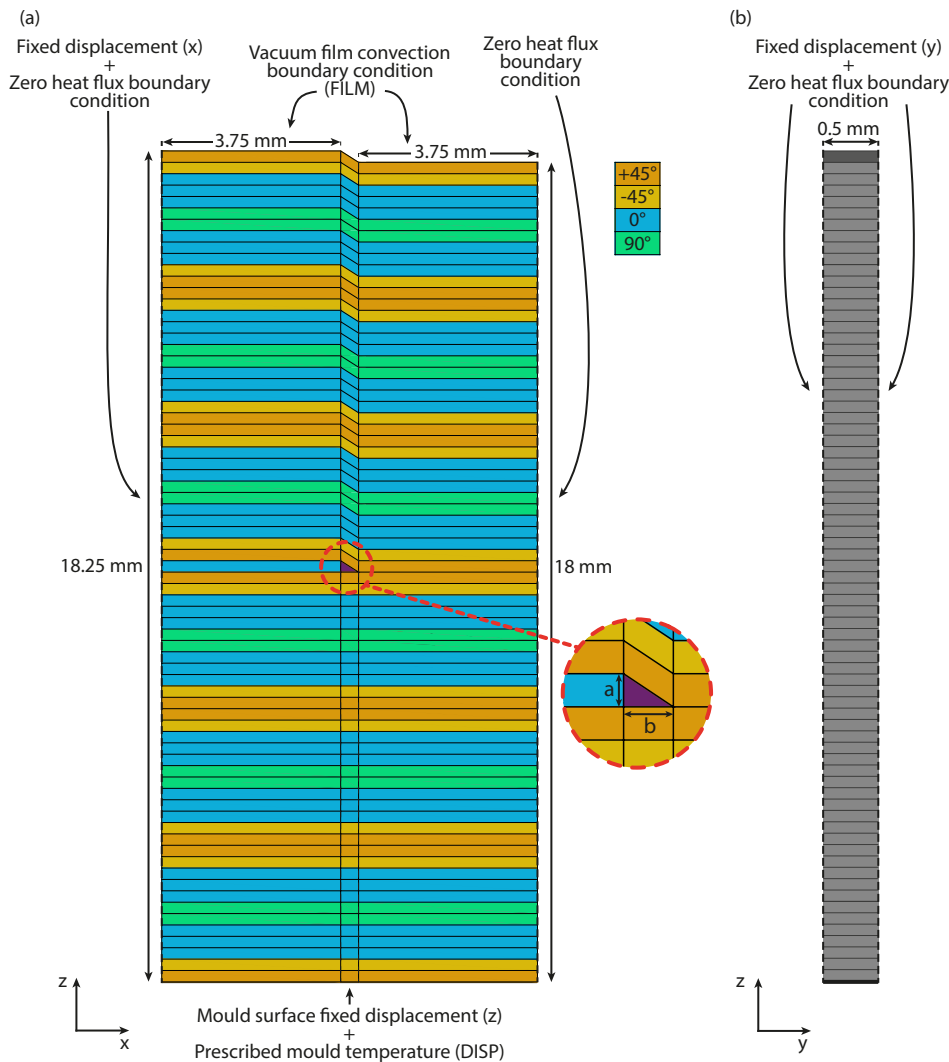 (a)
Fixed displacement (x)
+
Zero heat flux boundary
condition
Vacuum film convection
boundary condition
(FILM)
Zero heat flux
boundary
condition
3.75 mm
3.75 mm
+45°
-45°
0°
90°
18.25 mm
18 mm
a
b
z
x
Mould surface fixed displacement (z)
+
Prescribed mould temperature (DISP)
(b)
Fixed displacement (y)
+
Zero heat flux boundary
condition
0.5 mm
z
y